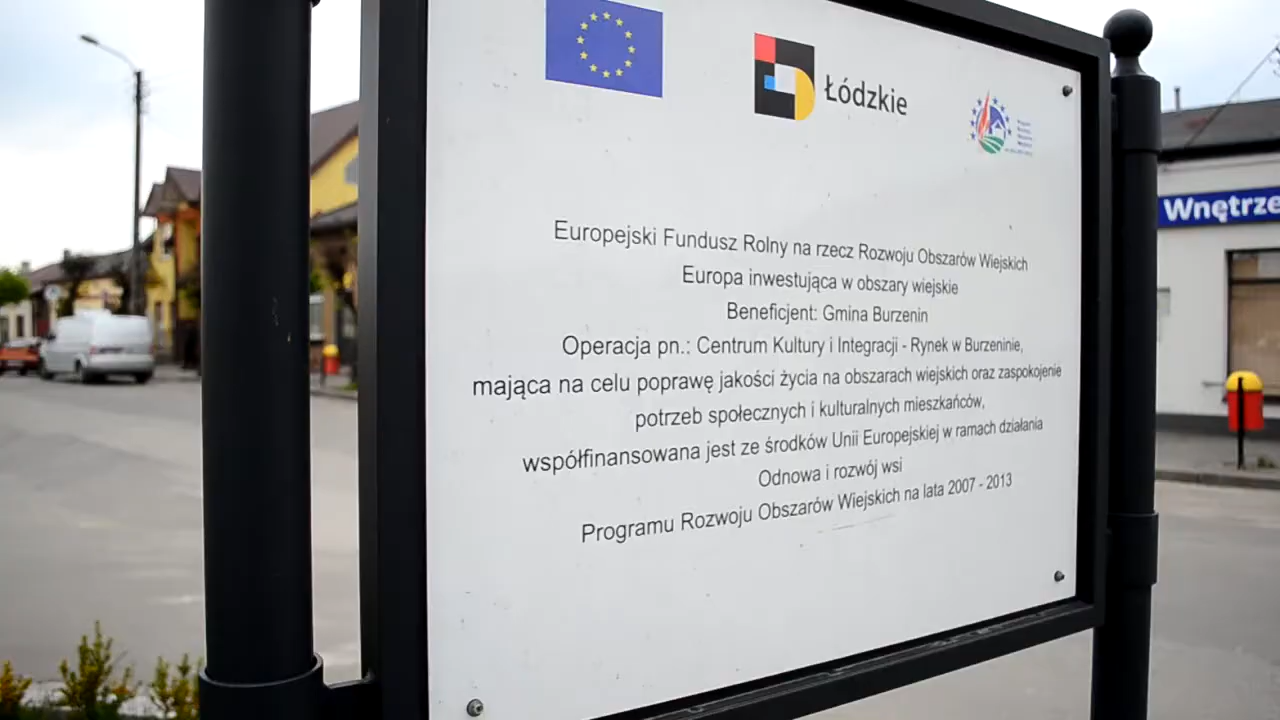 Łódzkie
Europejski Fundusz Rolny na rzecz Rozwoju Obszarów Wiejskich
Europa inwestująca w obszary wiejskie
Beneficjent: Gmina Burzenin
Operacja pn.: Centrum Kultury i Integracji - Rynek w Burzeninie,
mająca na celu poprawę jakości życia na obszarach wiejskich oraz zaspokojenie
potrzeb społecznych i kulturalnych mieszkańców,
współfinansowana jest ze środków Unii Europejskiej w ramach działania
Odnowa i rozwój wsi
Programu Rozwoju Obszarów Wiejskich na lata 2007 - 2013
Wnętrze